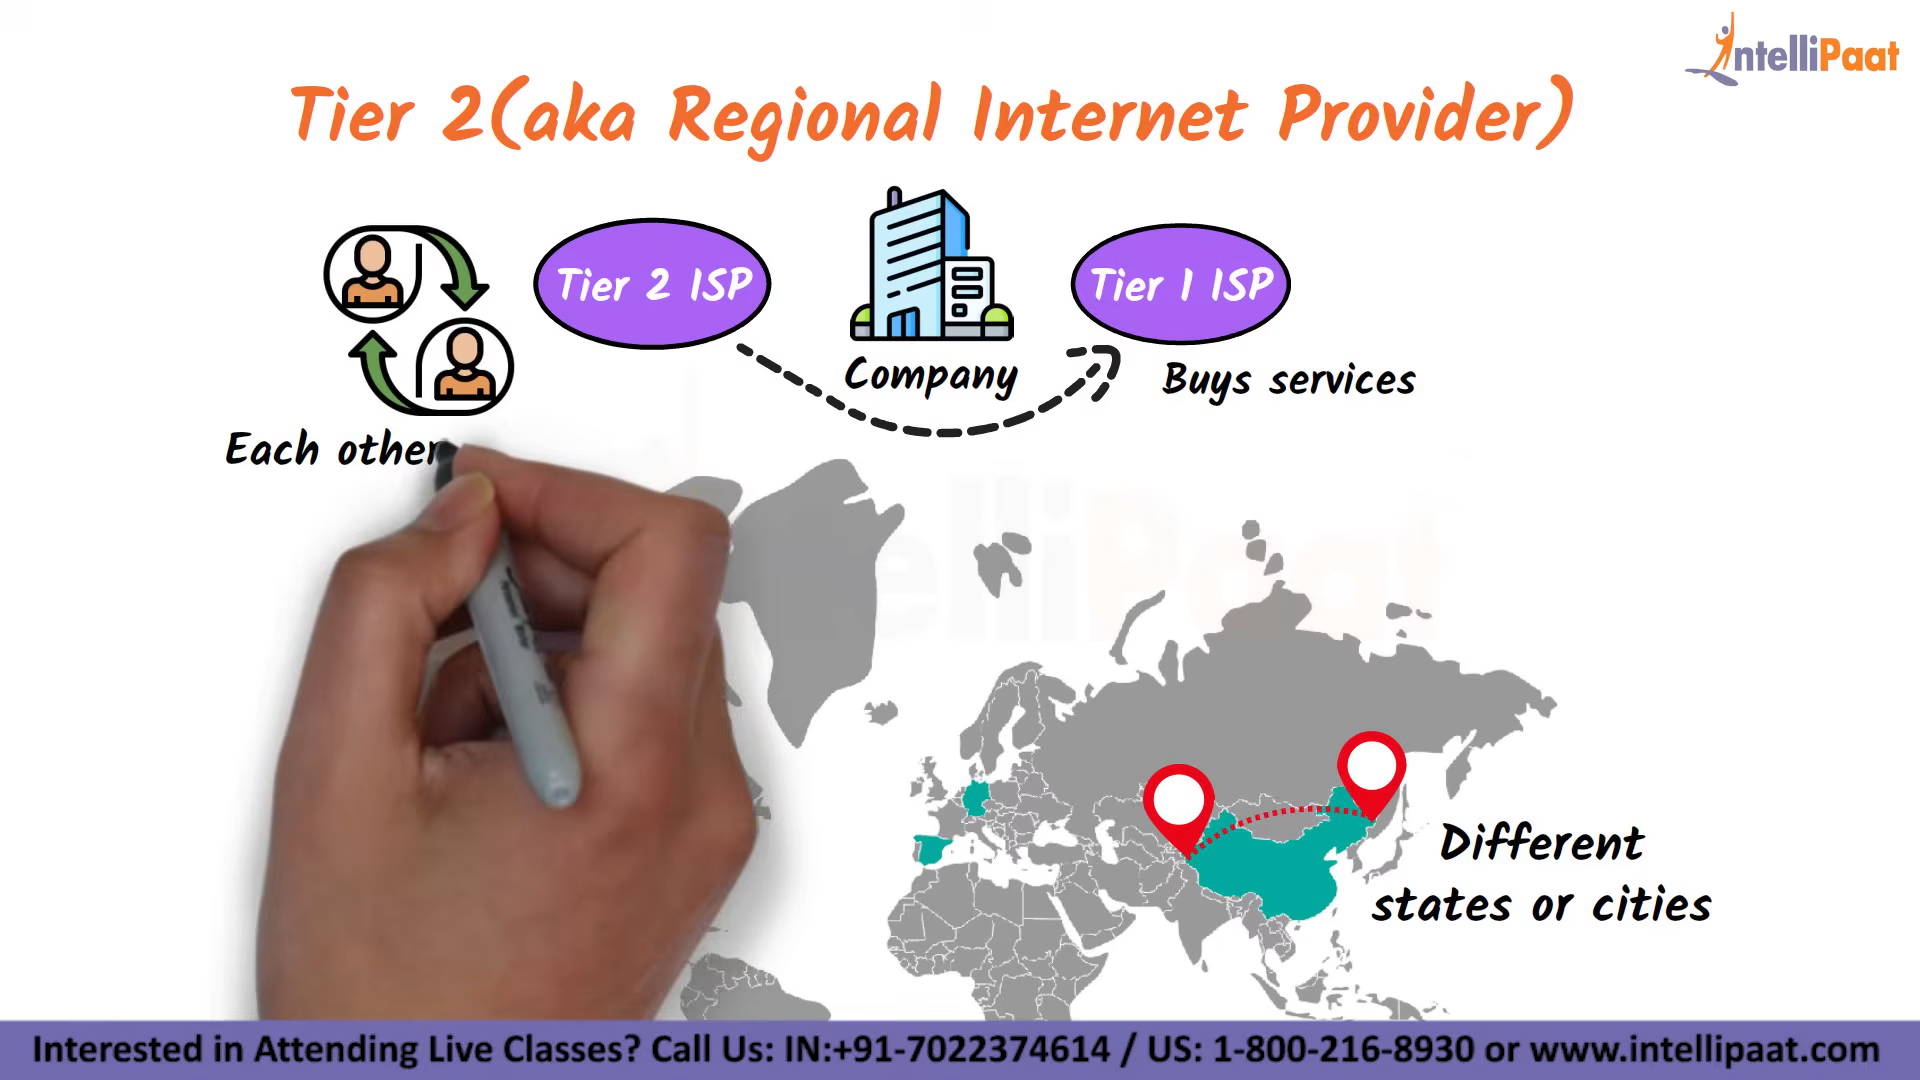 IntelliPaat
Tier 2(aka Regional Internet Provider)
Tier 2 ISP
Tier 1 ISP
Company
Buys services
Each other
Different
states or cities
Interested in Attending Live Classes? Call Us: IN:+91-7022374614 / US: 1-800-216-8930 or www.intellipaat.com